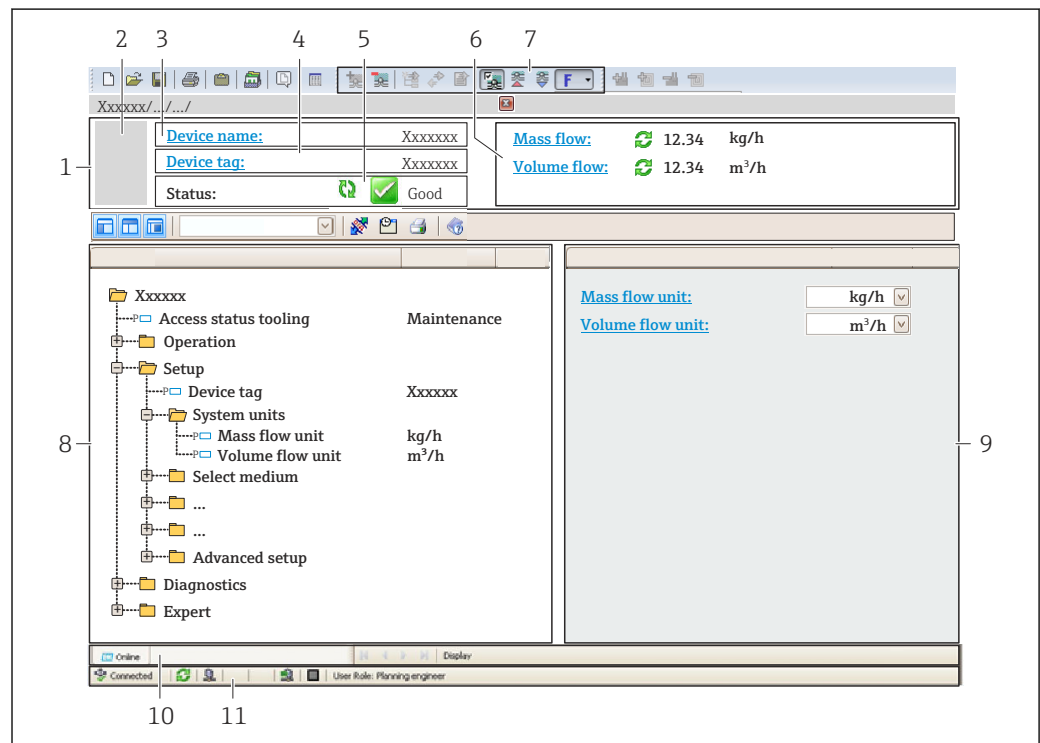 2 3 4 5 6 7
F
Xxxxxx/.../.../
1
Device name: Xxxxxxx
Device tag: Xxxxxxx
Status: Good
Mass flow: 12.34 kg/h
Volume flow: 12.34 m³/h
Xxxxxx
Access status tooling Maintenance
Operation
Setup
Device tag Xxxxxx
System units
Mass flow unit kg/h
Volume flow unit m³/h
Select medium
...
...
Advanced setup
Diagnostics
Expert
8
Mass flow unit: kg/h
Volume flow unit: m³/h
9
Online Display
Connected User Role: Planning engineer
10 11